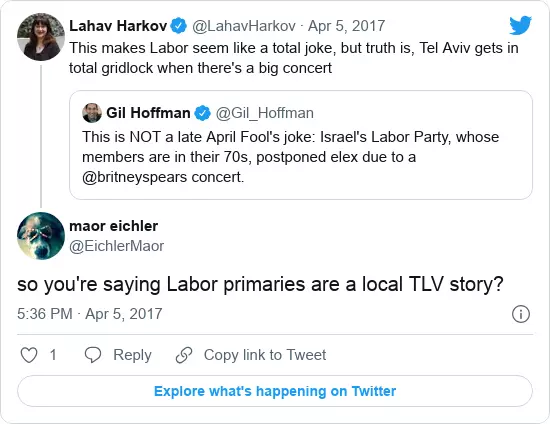 Lahav Harkov @LahavHarkov · Apr 5, 2017
This makes Labor seem like a total joke, but truth is, Tel Aviv gets in
total gridlock when there's a big concert
Gil Hoffman @Gil_Hoffman
This is NOT a late April Fool's joke: Israel's Labor Party, whose
members are in their 70s, postponed elex due to a
@britneyspears concert.
maor eichler
@EichlerMaor
so you're saying Labor primaries are a local TLV story?
5:36 PM · Apr 5, 2017
1 Reply Copy link to Tweet
Explore what's happening on Twitter